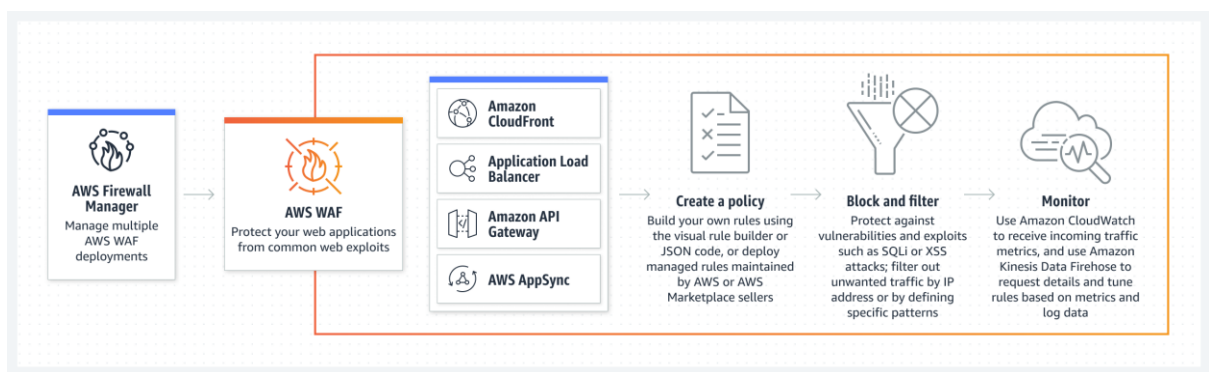 AWS Firewall
Manager
Manage multiple
AWS WAF
deployments
AWS WAF
Protect your web applications
from common web exploits
Amazon
CloudFront
Application Load
Balancer
Amazon API
Gateway
AWS AppSync
Create a policy
Build your own rules using
the visual rule builder or
JSON code, or deploy
managed rules maintained
by AWS or AWS
Marketplace sellers
Block and filter
Protect against
vulnerabilities and exploits
such as SQLi or XSS
attacks; filter out
unwanted traffic by IP
address or by defining
specific patterns
Monitor
Use Amazon CloudWatch
to receive incoming traffic
metrics, and use Amazon
Kinesis Data Firehose to
request details and tune
rules based on metrics and
log data